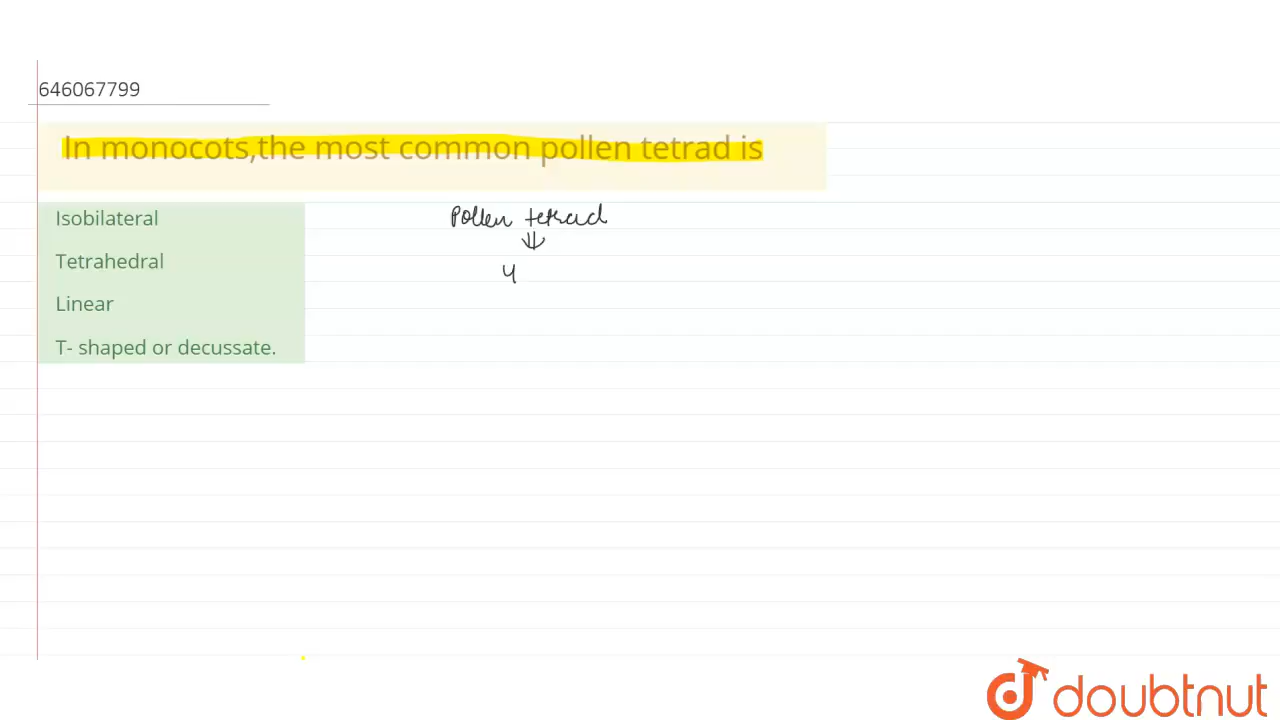 646067799
In monocots,the most common pollen tetrad is
Isobilateral
Tetrahedral
Linear
T- shaped or decussate.
Pollen tetrad
4
doubtnut